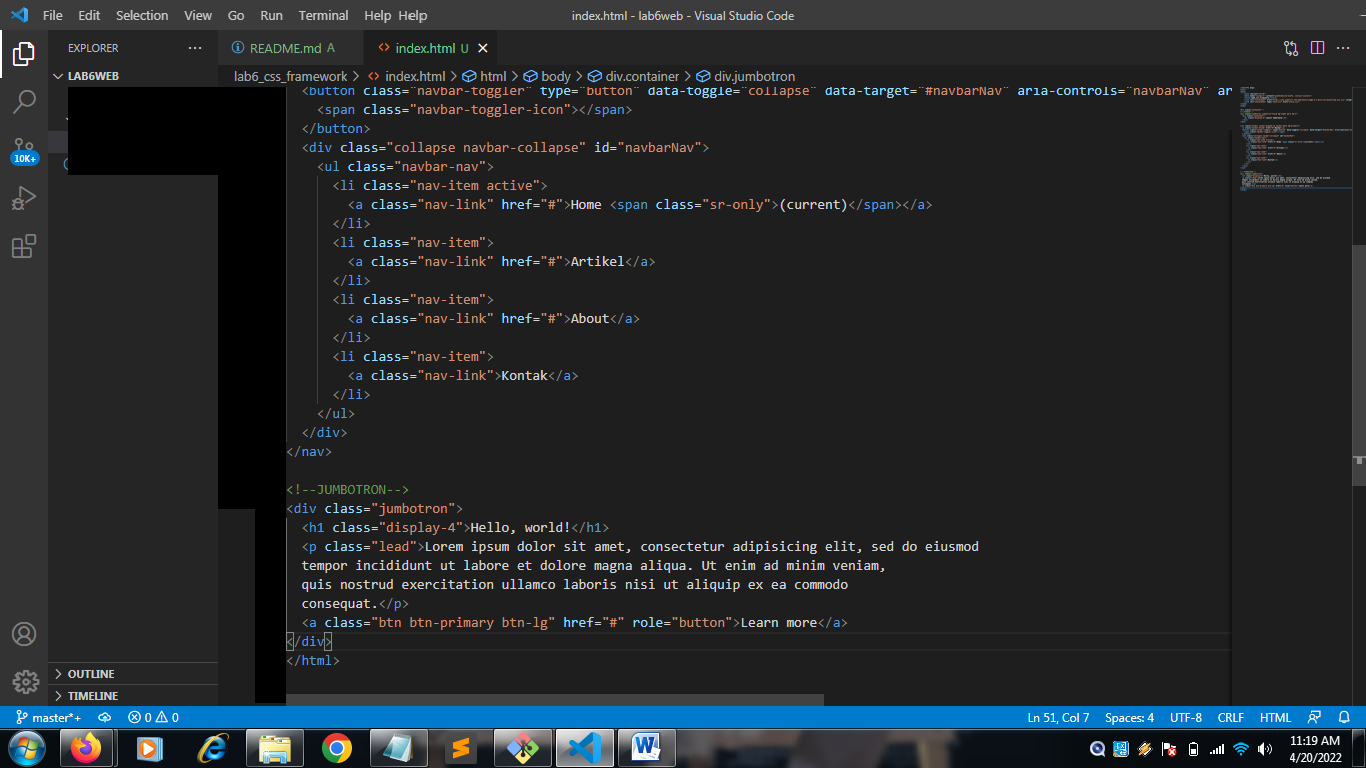 File Edit Selection View Go Run Terminal Help Help
index.html - lab6web - Visual Studio Code
EXPLORER
LAB6WEB
README.md A
index.html U
lab6_css_framework > index.html > html > body > div.container > div.jumbotron
<button class="navbar-toggler" type="button" data-toggle="collapse" data-target="#navbarNav" aria-controls="navbarNav" ar
<span class="navbar-toggler-icon"></span>
</button>
<div class="collapse navbar-collapse" id="navbarNav">
<ul class="navbar-nav">
<li class="nav-item active">
<a class="nav-link" href="#">Home <span class="sr-only">(current)</span></a>
</li>
<li class="nav-item">
<a class="nav-link" href="#">Artikel</a>
</li>
<li class="nav-item">
<a class="nav-link" href="#">About</a>
</li>
<li class="nav-item">
<a class="nav-link">Kontak</a>
</li>
</ul>
</div>
</nav>
<!--JUMBOTRON-->
<div class="jumbotron">
<h1 class="display-4">Hello, world!</h1>
<p class="lead">Lorem ipsum dolor sit amet, consectetur adipisicing elit, sed do eiusmod
tempor incididunt ut labore et dolore magna aliqua. Ut enim ad minim veniam,
quis nostrud exercitation ullamco laboris nisi ut aliquip ex ea commodo
consequat.</p>
<a class="btn btn-primary btn-lg" href="#" role="button">Learn more</a>
</div>
</html>
10K+
OUTLINE
TIMELINE
master*+ 0 0
Ln 51, Col 7 Spaces: 4 UTF-8 CRLF HTML
11:19 AM
4/20/2022